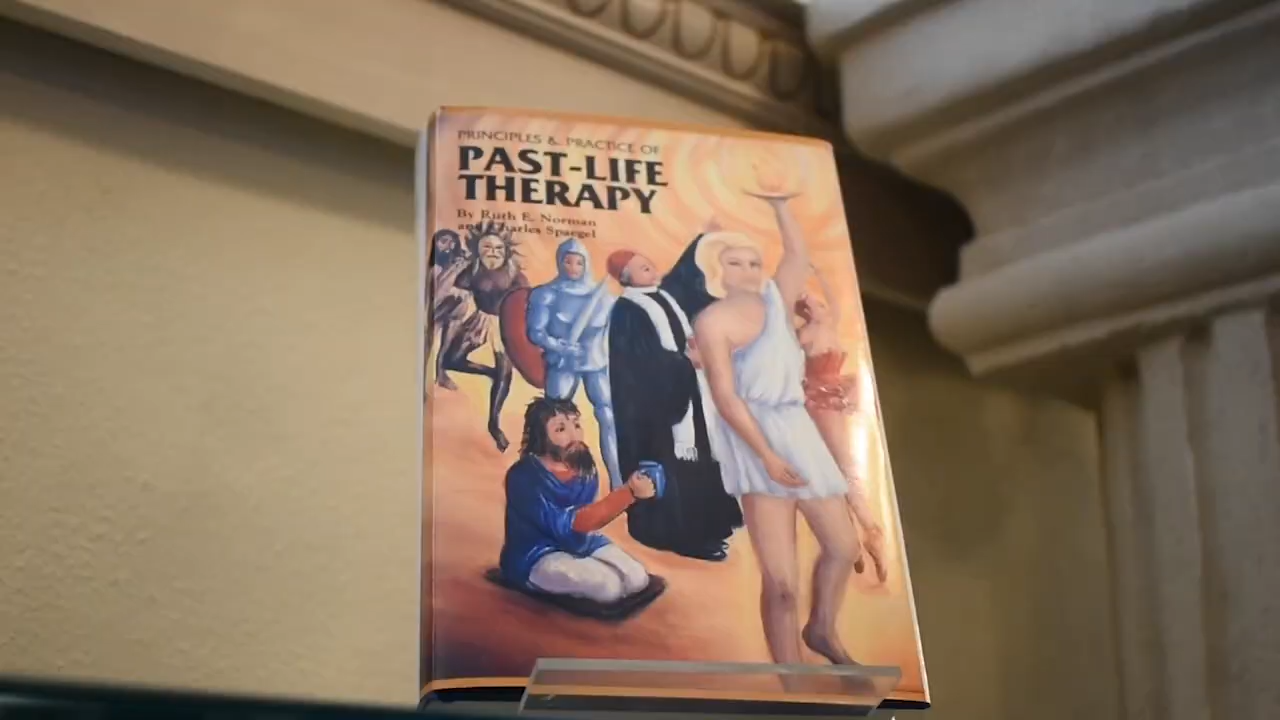 PRINCIPLES & PRACTICE OF
PAST-LIFE
THERAPY
By Ruth E. Norman
and Charles Spaegel